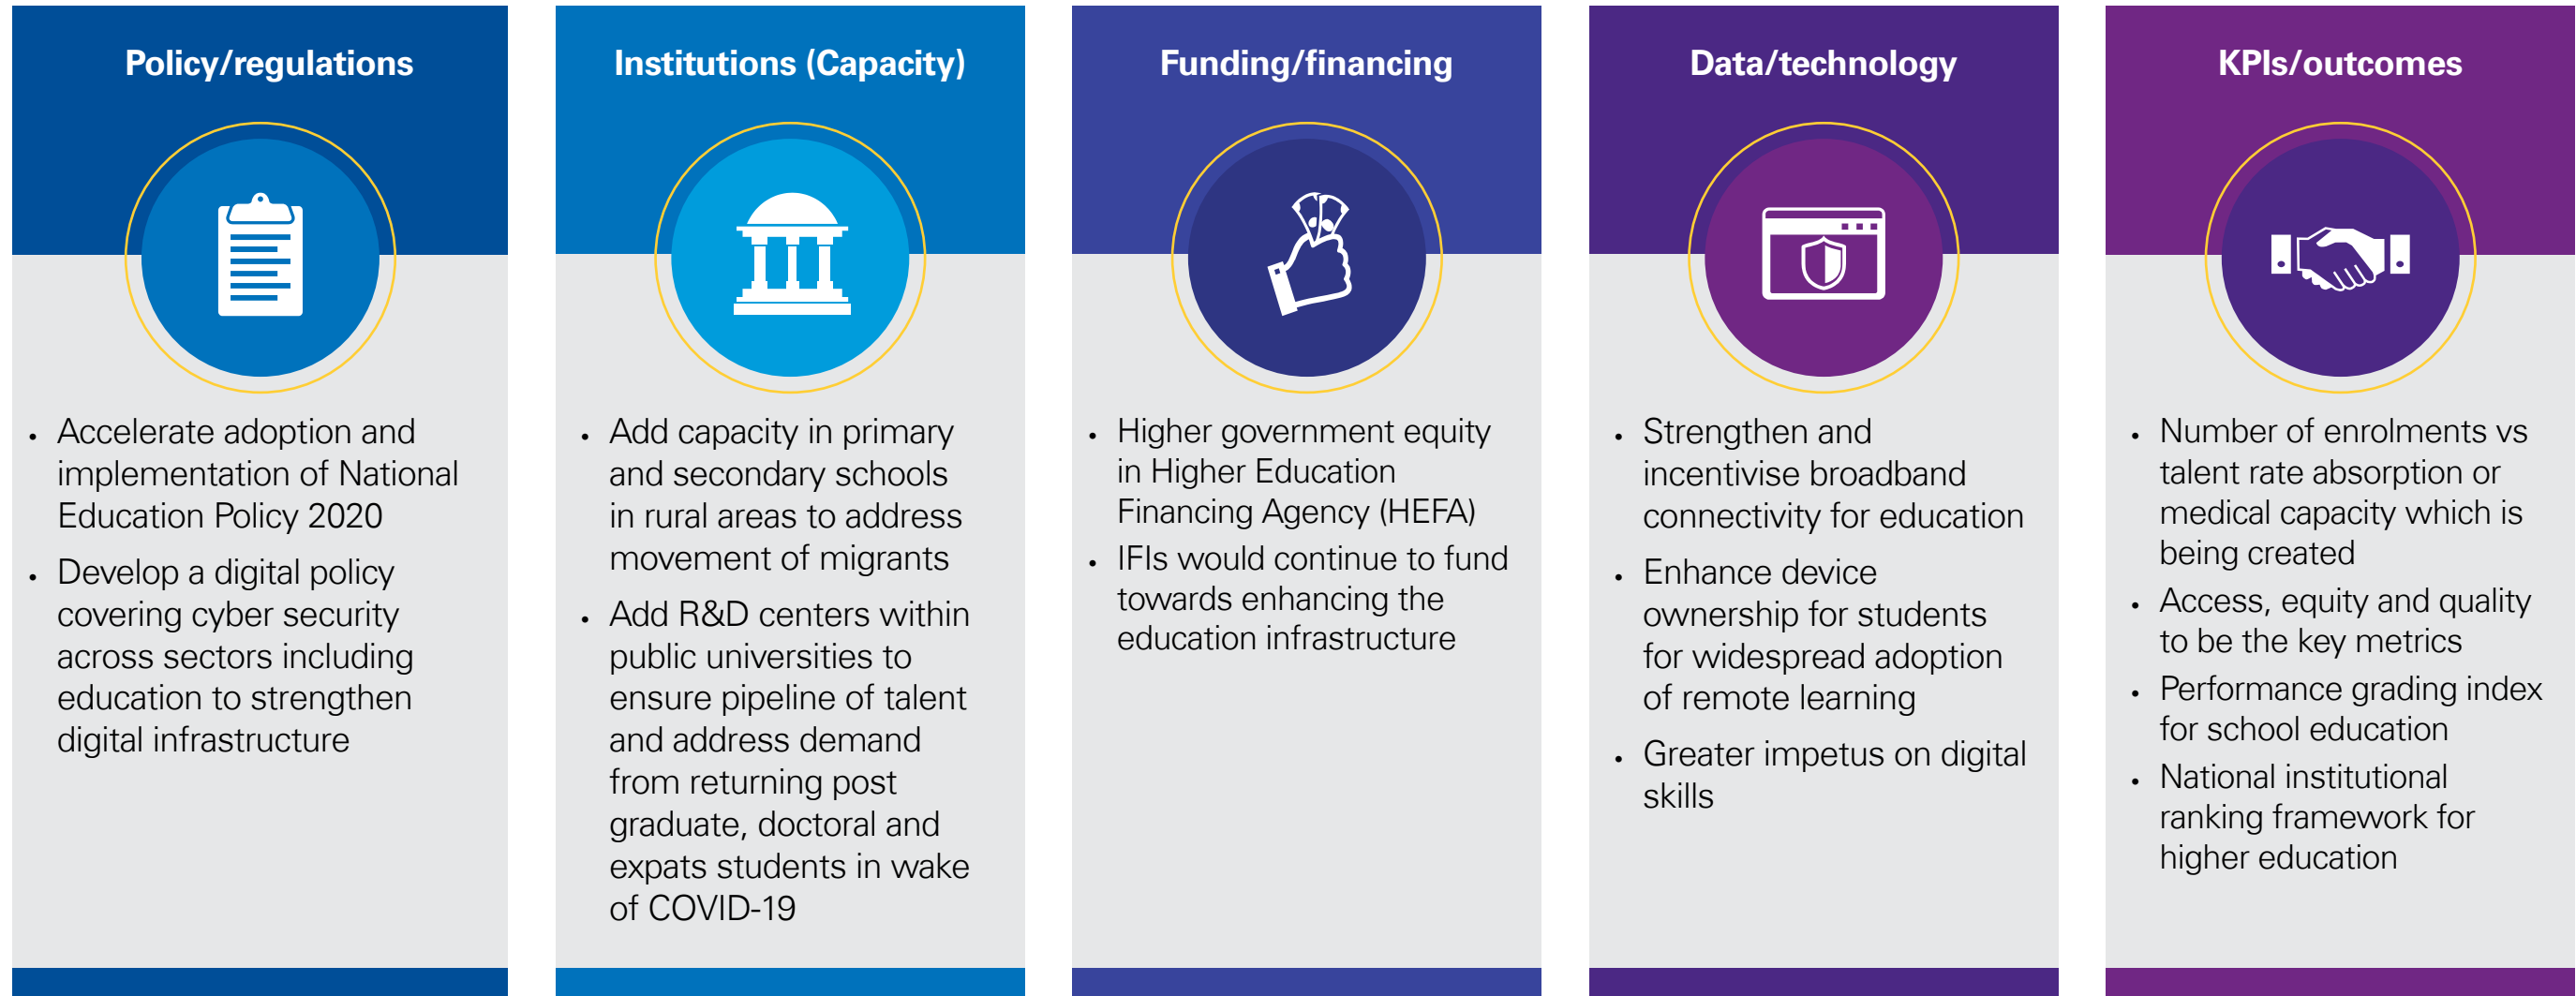 Policy/regulations
• Accelerate adoption and
implementation of National
Education Policy 2020
• Develop a digital policy
covering cyber security
across sectors including
education to strengthen
digital infrastructure
Institutions (Capacity)
• Add capacity in primary
and secondary schools
in rural areas to address
movement of migrants
• Add R&D centers within
public universities to
ensure pipeline of talent
and address demand
from returning post
graduate, doctoral and
expats students in wake
of COVID-19
Funding/financing
• Higher government equity
in Higher Education
Financing Agency (HEFA)
• IFIs would continue to fund
towards enhancing the
education infrastructure
Data/technology
• Strengthen and
incentivise broadband
connectivity for education
• Enhance device
ownership for students
for widespread adoption
of remote learning
• Greater impetus on digital
skills
KPIs/outcomes
• Number of enrolments vs
talent rate absorption or
medical capacity which is
being created
• Access, equity and quality
to be the key metrics
• Performance grading index
for school education
• National institutional
ranking framework for
higher education